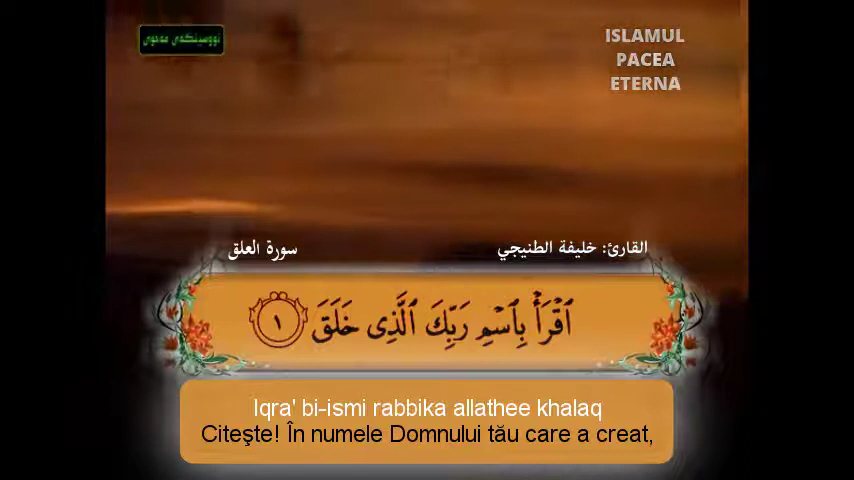 ISLAMUL
PACEA
ETERNA
القارئ: خليفة الطنيجي
سورة العلق
ٱقْرَأْ بِٱسْمِ رَبِّكَ ٱلَّذِى خَلَقَ ١
Iqra' bi-ismi rabbika allathee khalaq
Citeşte! În numele Domnului tău care a creat,